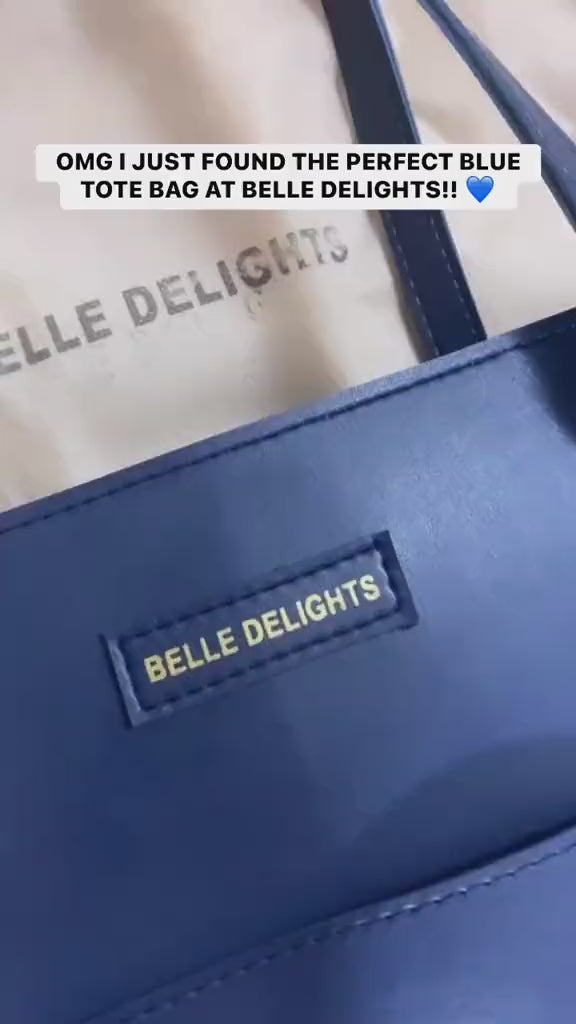 OMG I JUST FOUND THE PERFECT BLUE
TOTE BAG AT BELLE DELIGHTS!! 💙
ELLE DELIGHTS
BELLE DELIGHTS